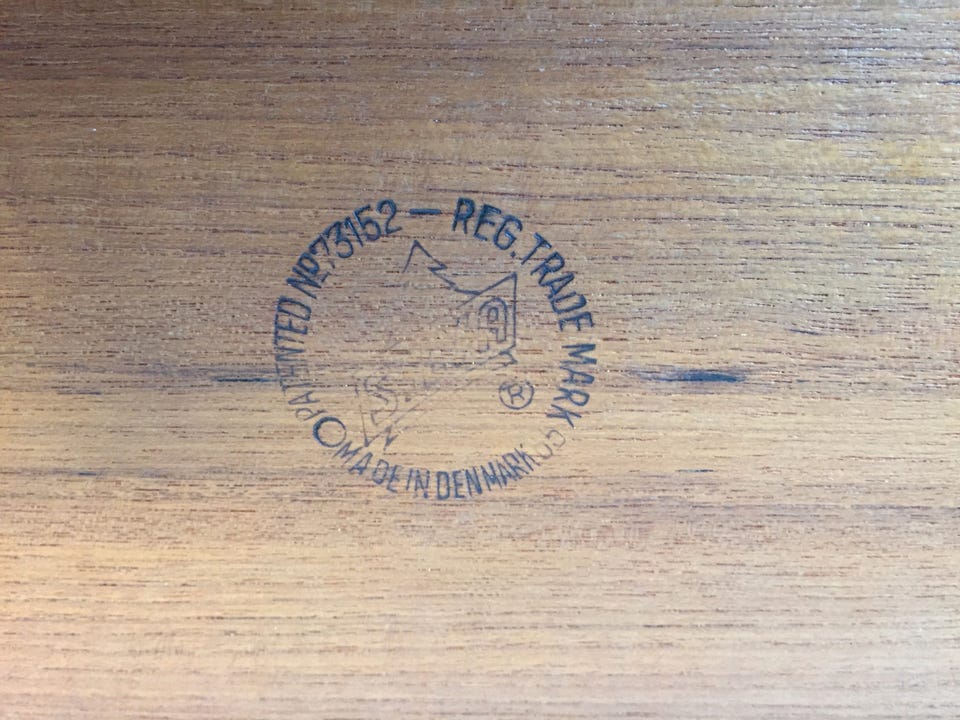 PATENTED No 73152 — REG. TRADE MARK
MADE IN DENMARK
®